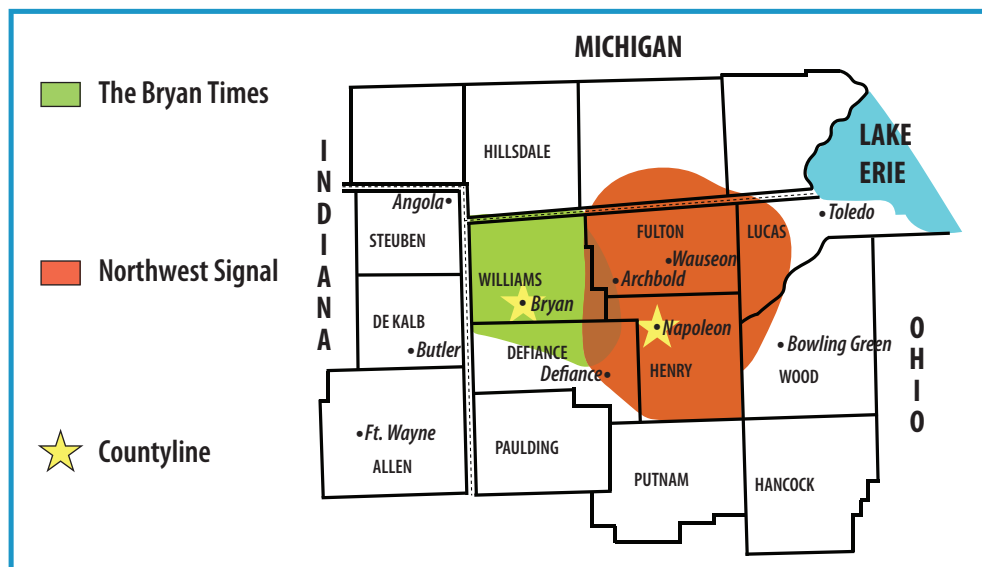 MICHIGAN
The Bryan Times
LAKE
ERIE
HILLSDALE
INDIANA
Angola
Toledo
STEUBEN
FULTON
LUCAS
Wauseon
Northwest Signal
WILLIAMS
Archbold
Bryan
DE KALB
Napoleon
OHIO
Butler
DEFIANCE
Bowling Green
Defiance
HENRY
WOOD
Ft. Wayne
Countyline
PAULDING
ALLEN
PUTNAM
HANCOCK